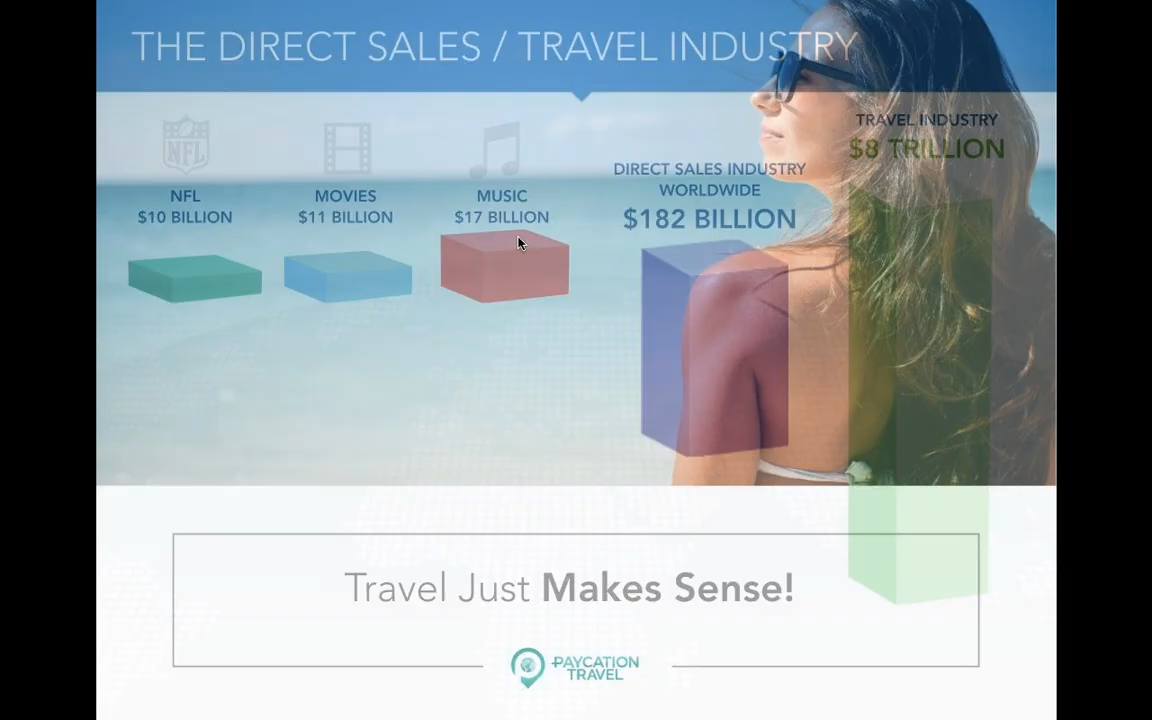 THE DIRECT SALES / TRAVEL INDUSTRY
NFL
NFL
$10 BILLION
MOVIES
$11 BILLION
MUSIC
$17 BILLION
DIRECT SALES INDUSTRY
WORLDWIDE
$182 BILLION
TRAVEL INDUSTRY
$8 TRILLION
Travel Just Makes Sense!
PAYCATION
TRAVEL